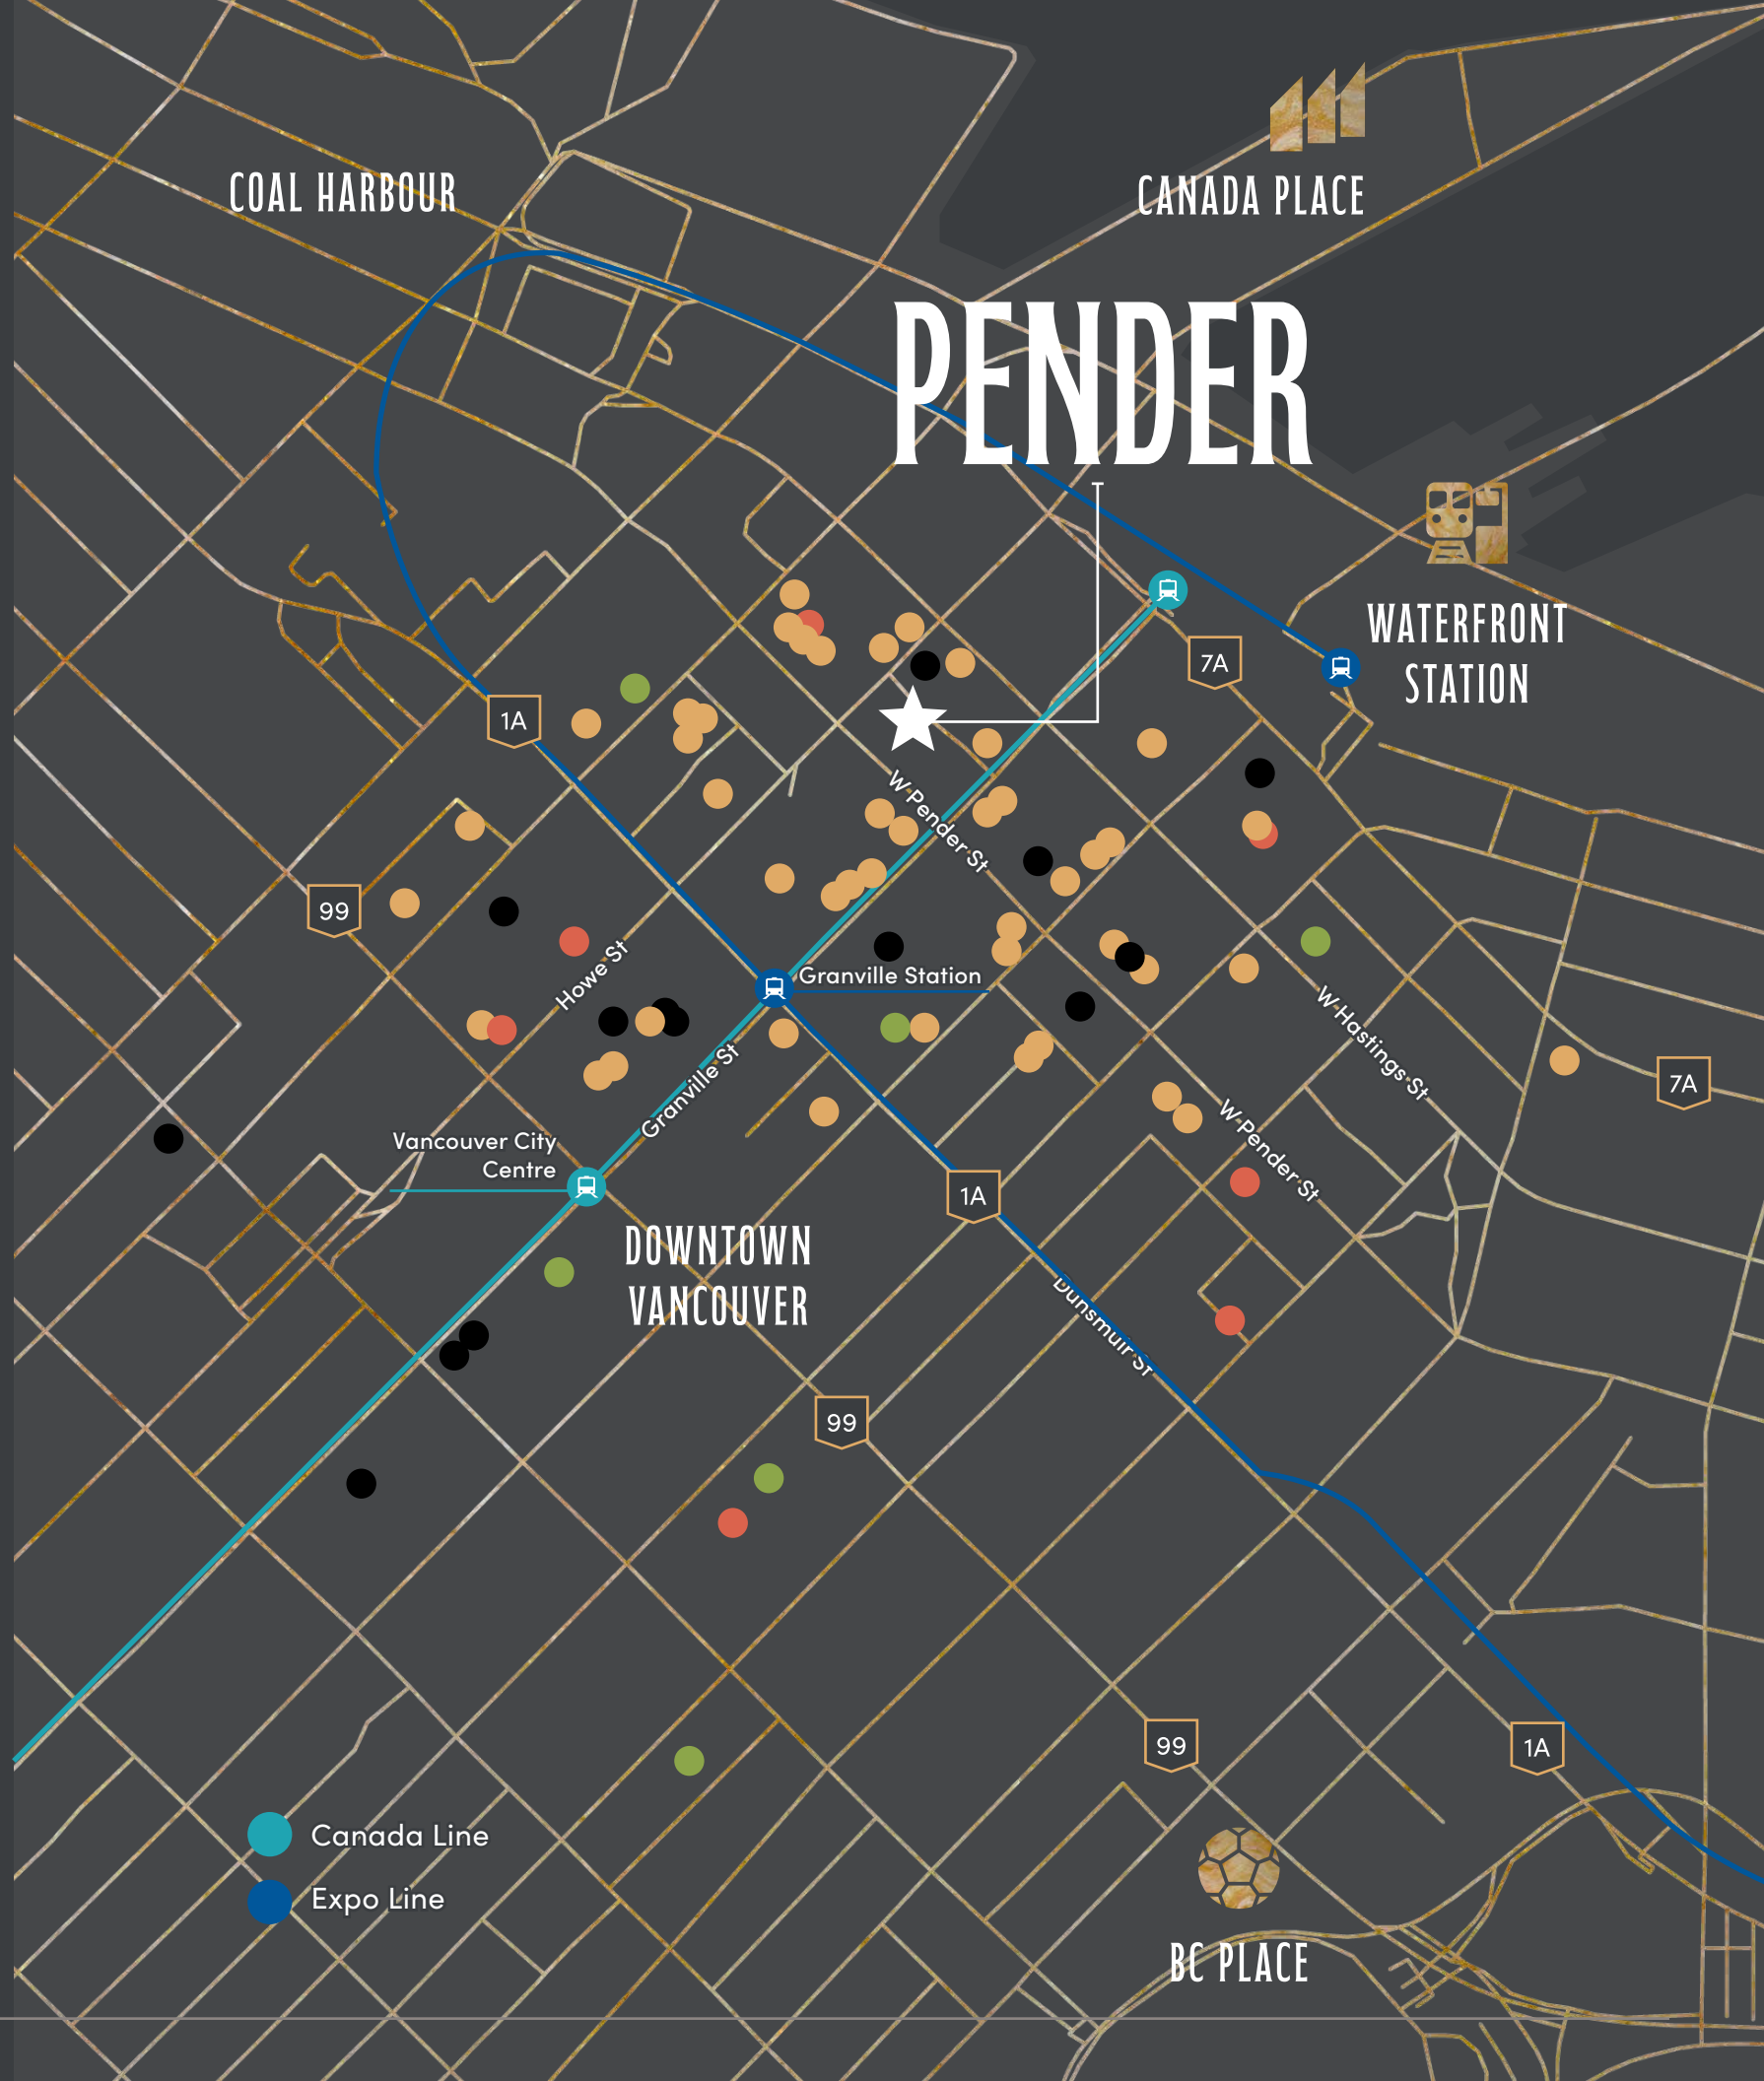 COAL HARBOUR
CANADA PLACE
PENDER
WATERFRONT
STATION
7A
1A
W Pender St
99
Howe St
Granville Station
W Hastings St
7A
Granville St
W Pender St
Vancouver City
Centre
1A
DOWNTOWN
VANCOUVER
Dunsmuir St
99
99
1A
Canada Line
Expo Line
BC PLACE